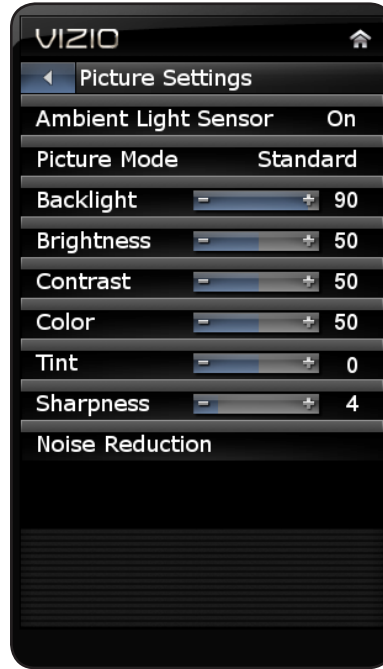 VIZIO
Picture Settings
Ambient Light Sensor On
Picture Mode Standard
Backlight - + 90
Brightness - + 50
Contrast - + 50
Color - + 50
Tint - + 0
Sharpness - + 4
Noise Reduction